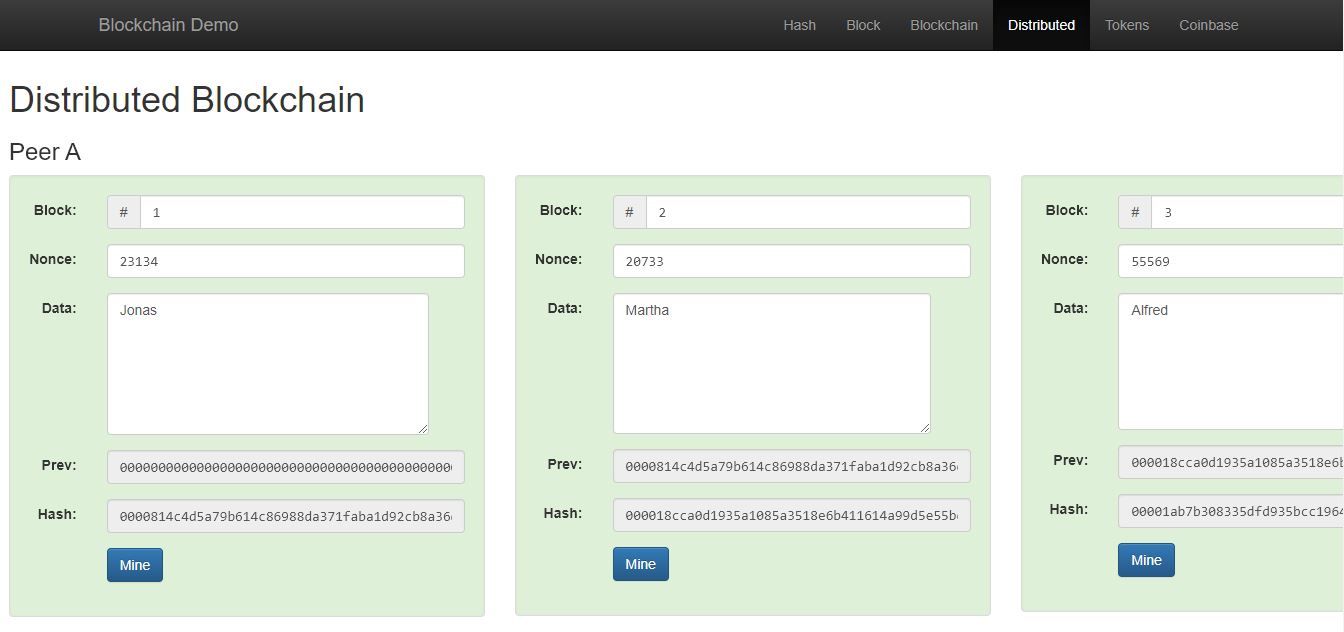 Blockchain Demo Hash Block Blockchain Distributed Tokens Coinbase
Distributed Blockchain
Peer A
Block: # 1
Nonce: 23134
Data: Jonas
Prev: 00000000000000000000000000000000000000000000
Hash: 0000814c4d5a79b614c86988da371faba1d92cb8a36
Mine
Block: # 2
Nonce: 20733
Data: Martha
Prev: 0000814c4d5a79b614c86988da371faba1d92cb8a36
Hash: 000018cca0d1935a1085a3518e6b411614a99d5e55b
Mine
Block: # 3
Nonce: 55569
Data: Alfred
Prev: 000018cca0d1935a1085a3518e6b
Hash: 00001ab7b308335dfd935bcc1964
Mine